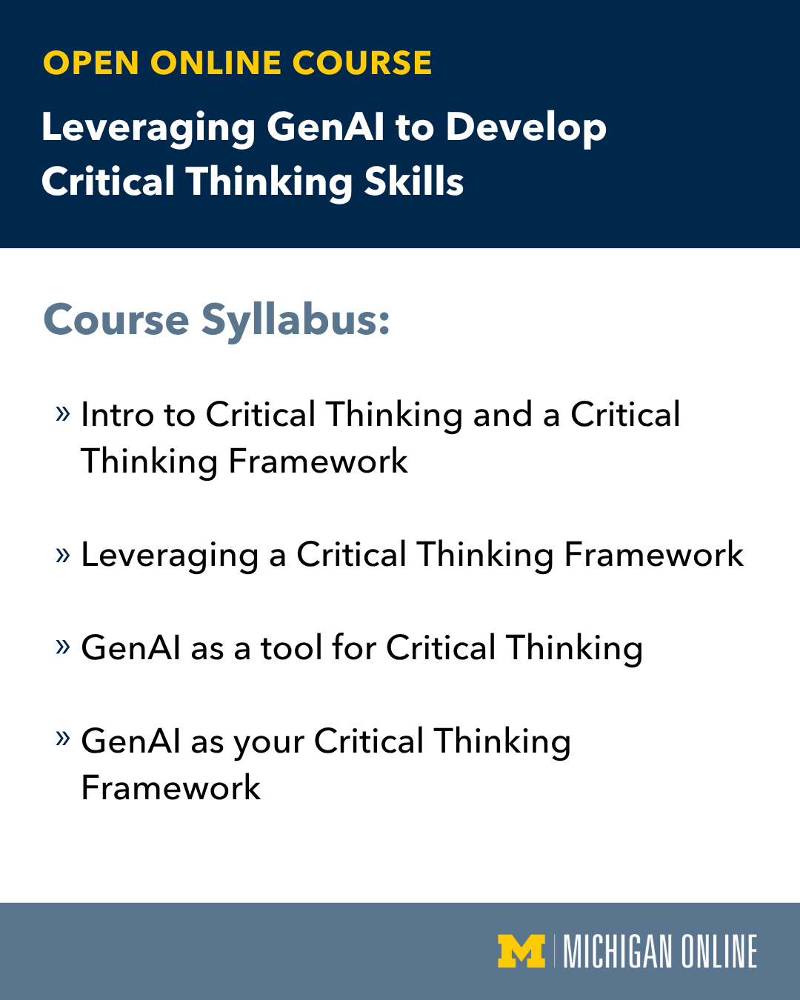 OPEN ONLINE COURSE
Leveraging GenAI to Develop
Critical Thinking Skills
Course Syllabus:
» Intro to Critical Thinking and a Critical
Thinking Framework
» Leveraging a Critical Thinking Framework
» GenAI as a tool for Critical Thinking
» GenAI as your Critical Thinking
Framework
M | MICHIGAN ONLINE